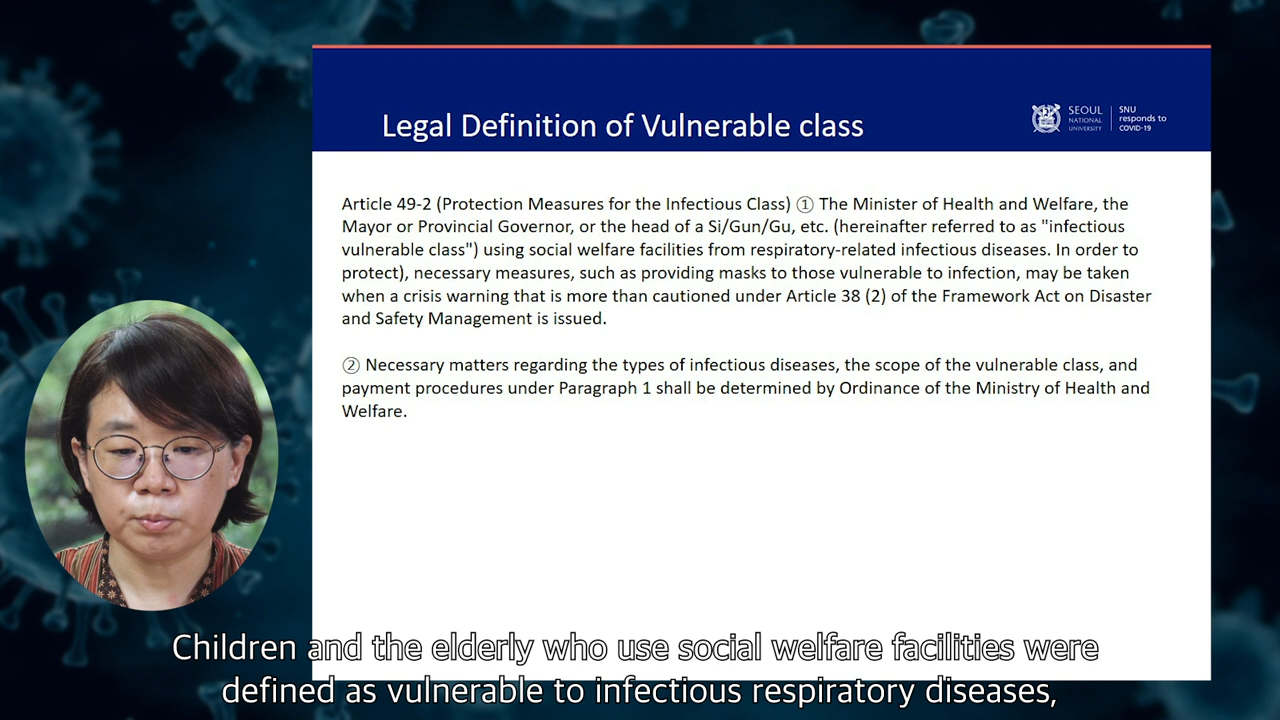 Legal Definition of Vulnerable class
SEOUL
NATIONAL
UNIVERSITY
SNU
responds to
COVID-19
Article 49-2 (Protection Measures for the Infectious Class) ① The Minister of Health and Welfare, the
Mayor or Provincial Governor, or the head of a Si/Gun/Gu, etc. (hereinafter referred to as "infectious
vulnerable class") using social welfare facilities from respiratory-related infectious diseases. In order to
protect), necessary measures, such as providing masks to those vulnerable to infection, may be taken
when a crisis warning that is more than cautioned under Article 38 (2) of the Framework Act on Disaster
and Safety Management is issued.
② Necessary matters regarding the types of infectious diseases, the scope of the vulnerable class, and
payment procedures under Paragraph 1 shall be determined by Ordinance of the Ministry of Health and
Welfare.
Children and the elderly who use social welfare facilities were
defined as vulnerable to infectious respiratory diseases,